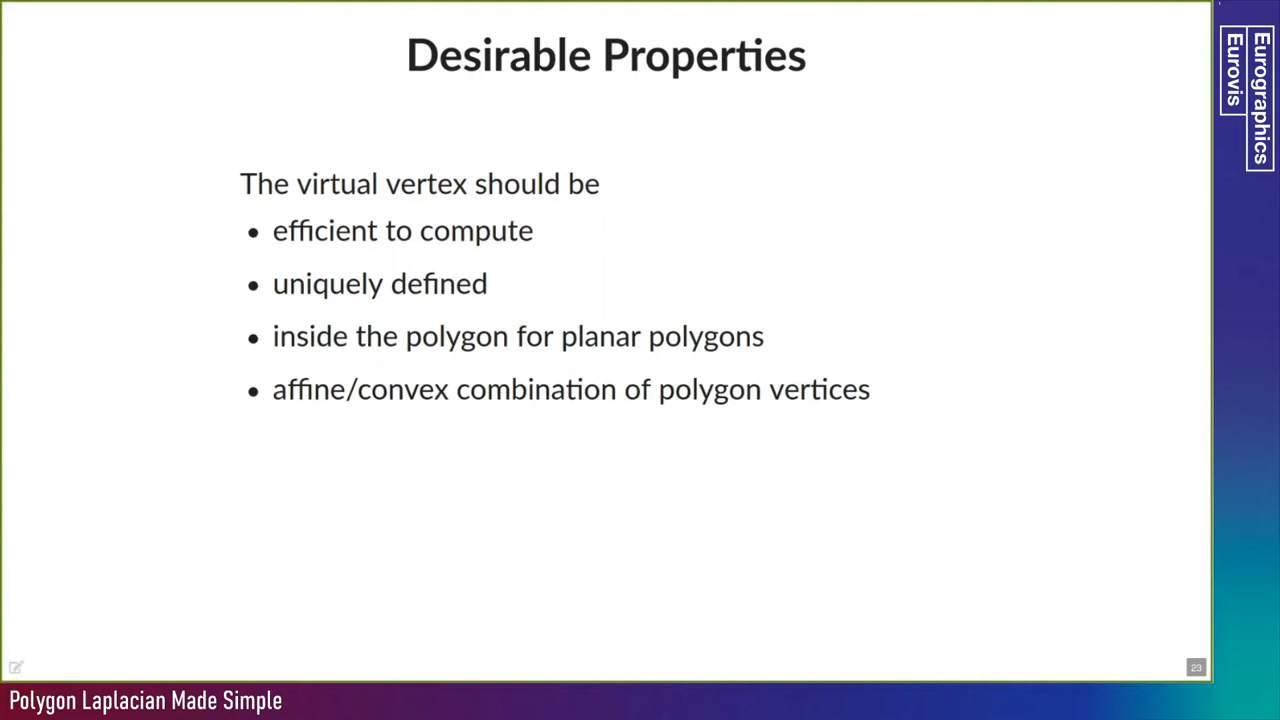 Desirable Properties
The virtual vertex should be
• efficient to compute
• uniquely defined
• inside the polygon for planar polygons
• affine/convex combination of polygon vertices
23
Polygon Laplacian Made Simple
Eurographics
Eurovis